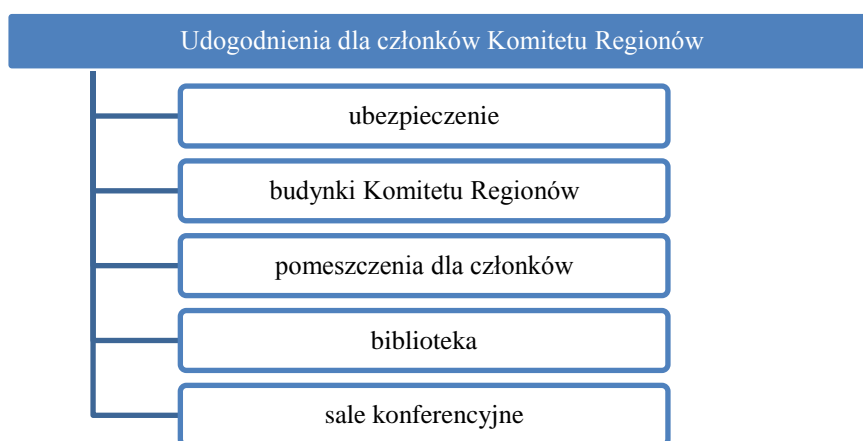 Udogodnienia dla członków Komitetu Regionów
ubezpieczenie
budynki Komitetu Regionów
pomeszczenia dla członków
biblioteka
sale konferencyjne